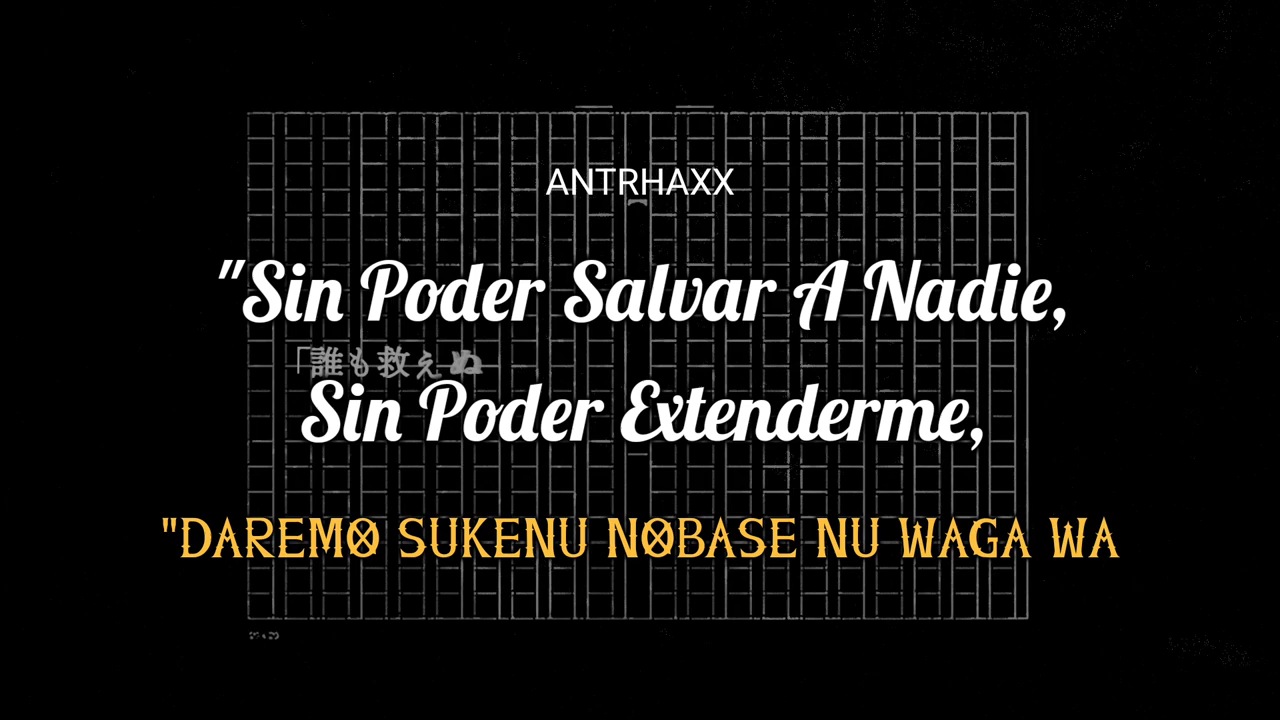 ANTRHAXX
"Sin Poder Salvar A Nadie,
「誰も救えぬ
Sin Poder Extenderme,
"DAREMO SUKENU NOBASE NU WAGA WA